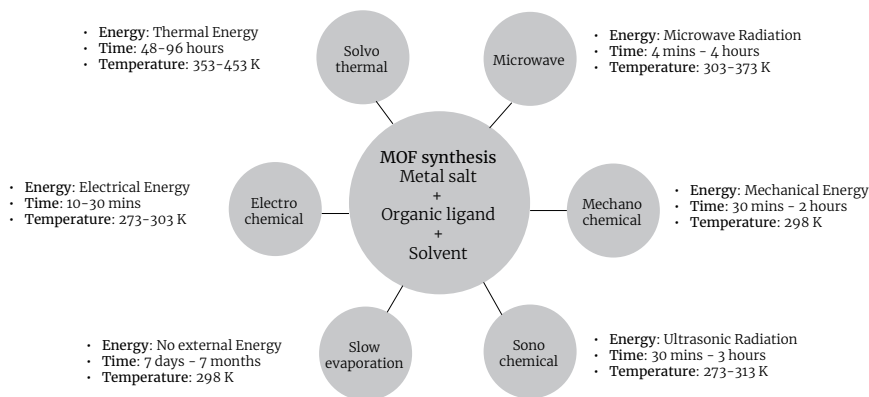 • Energy: Thermal Energy
• Time: 48-96 hours
• Temperature: 353-453 K
Solvo
thermal
Microwave
• Energy: Microwave Radiation
• Time: 4 mins - 4 hours
• Temperature: 303-373 K
• Energy: Electrical Energy
• Time: 10-30 mins
• Temperature: 273-303 K
Electro
chemical
MOF synthesis
Metal salt
+
Organic ligand
+
Solvent
Mechano
chemical
• Energy: Mechanical Energy
• Time: 30 mins - 2 hours
• Temperature: 298 K
• Energy: No external Energy
• Time: 7 days - 7 months
• Temperature: 298 K
Slow
evaporation
Sono
chemical
• Energy: Ultrasonic Radiation
• Time: 30 mins - 3 hours
• Temperature: 273-313 K